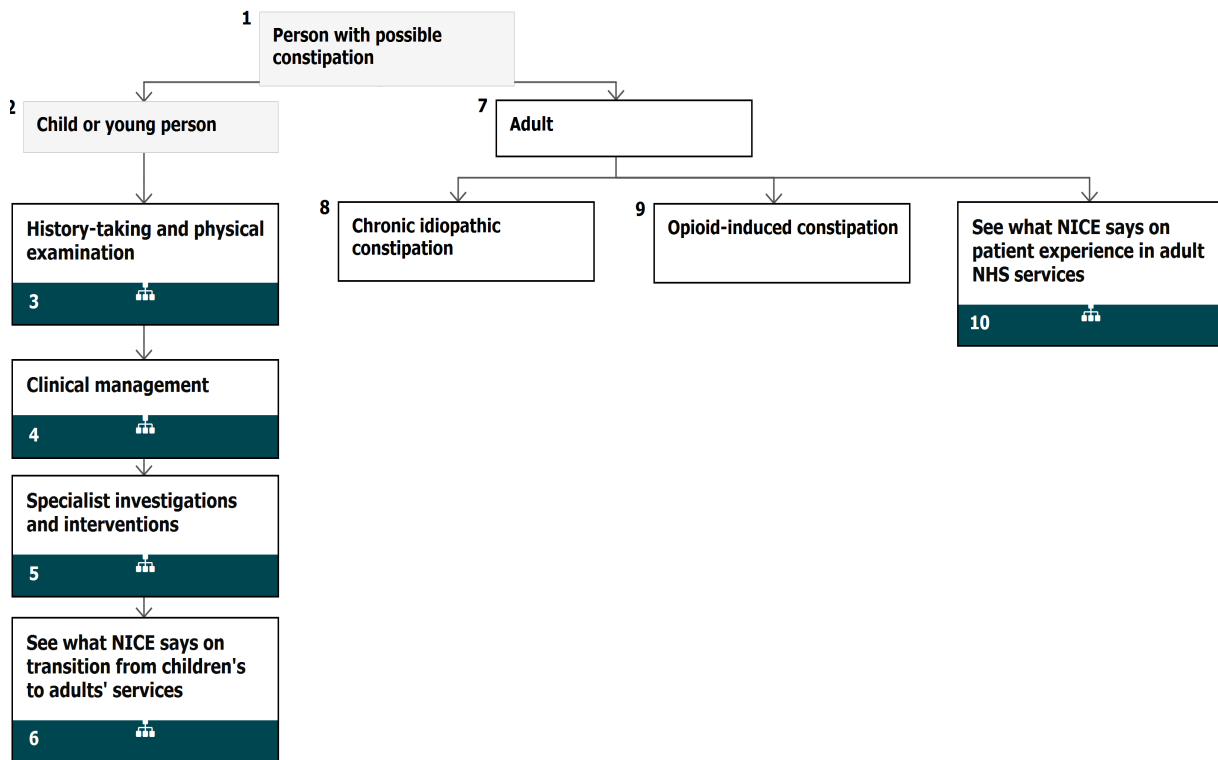 1
Person with possible
constipation
2
Child or young person
7
Adult
History-taking and physical
examination
3
8
Chronic idiopathic
constipation
9
Opioid-induced constipation
See what NICE says on
patient experience in adult
NHS services
10
Clinical management
4
Specialist investigations
and interventions
5
See what NICE says on
transition from children's
to adults' services
6